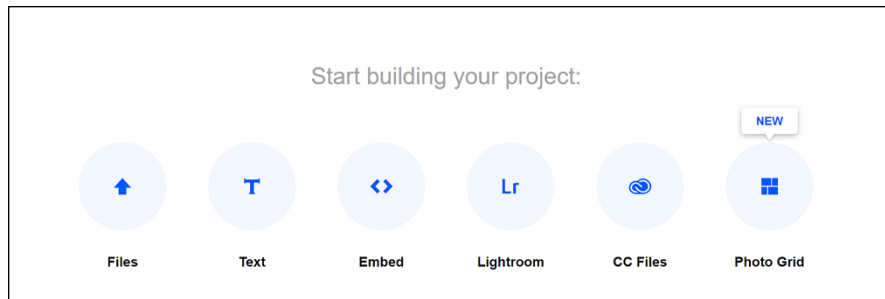 Start building your project:
NEW
T
Lr
Files
Text
Embed
Lightroom
CC Files
Photo Grid